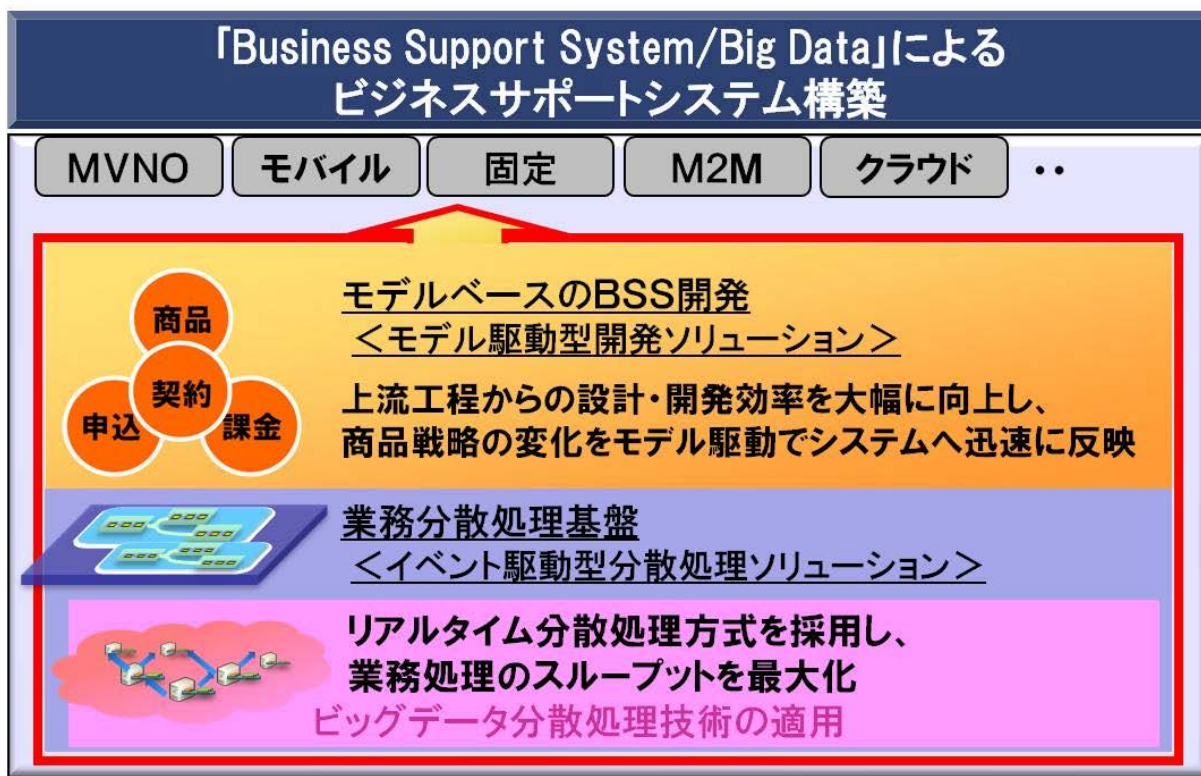 「Business Support System/Big Data」による
ビジネスサポートシステム構築
MVNO モバイル 固定 M2M クラウド ・・
モデルベースのBSS開発
＜モデル駆動型開発ソリューション＞
商品
契約
申込
課金
上流工程からの設計・開発効率を大幅に向上し、
商品戦略の変化をモデル駆動でシステムへ迅速に反映
業務分散処理基盤
＜イベント駆動型分散処理ソリューション＞
リアルタイム分散処理方式を採用し、
業務処理のスループットを最大化
ビッグデータ分散処理技術の適用